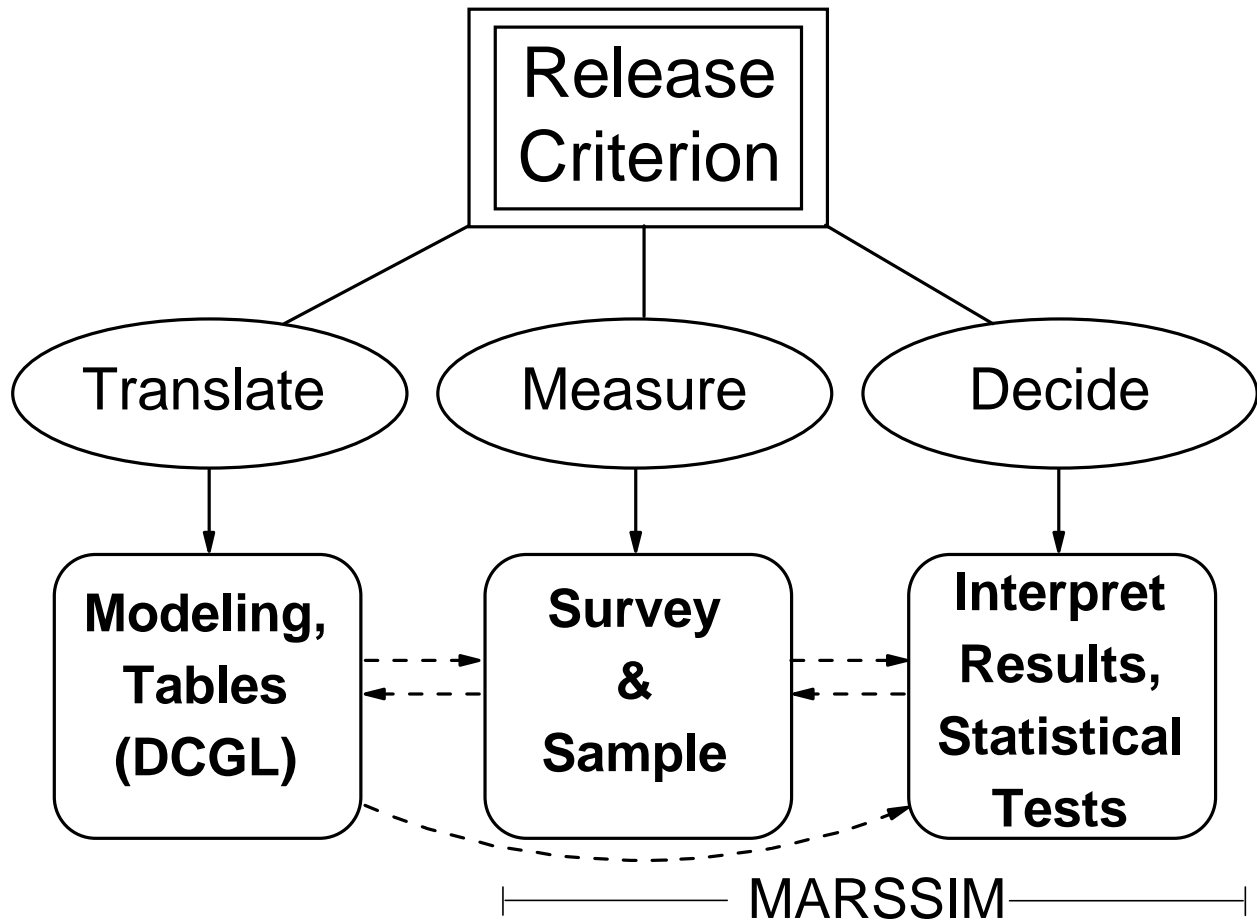 Release
Criterion
Translate
Measure
Decide
Modeling,
Tables
(DCGL)
Survey
&
Sample
Interpret
Results,
Statistical
Tests
MARSSIM